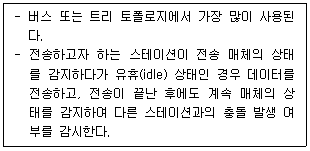 - 버스 또는 트리 토폴로지에서 가장 많이 사용된
다.
- 전송하고자 하는 스테이션이 전송 매체의 상태
를 감지하다가 유휴(idle) 상태인 경우 데이터를
전송하고, 전송이 끝난 후에도 계속 매체의 상
태를 감지하여 다른 스테이션과의 충돌 발생 여
부를 감시한다.